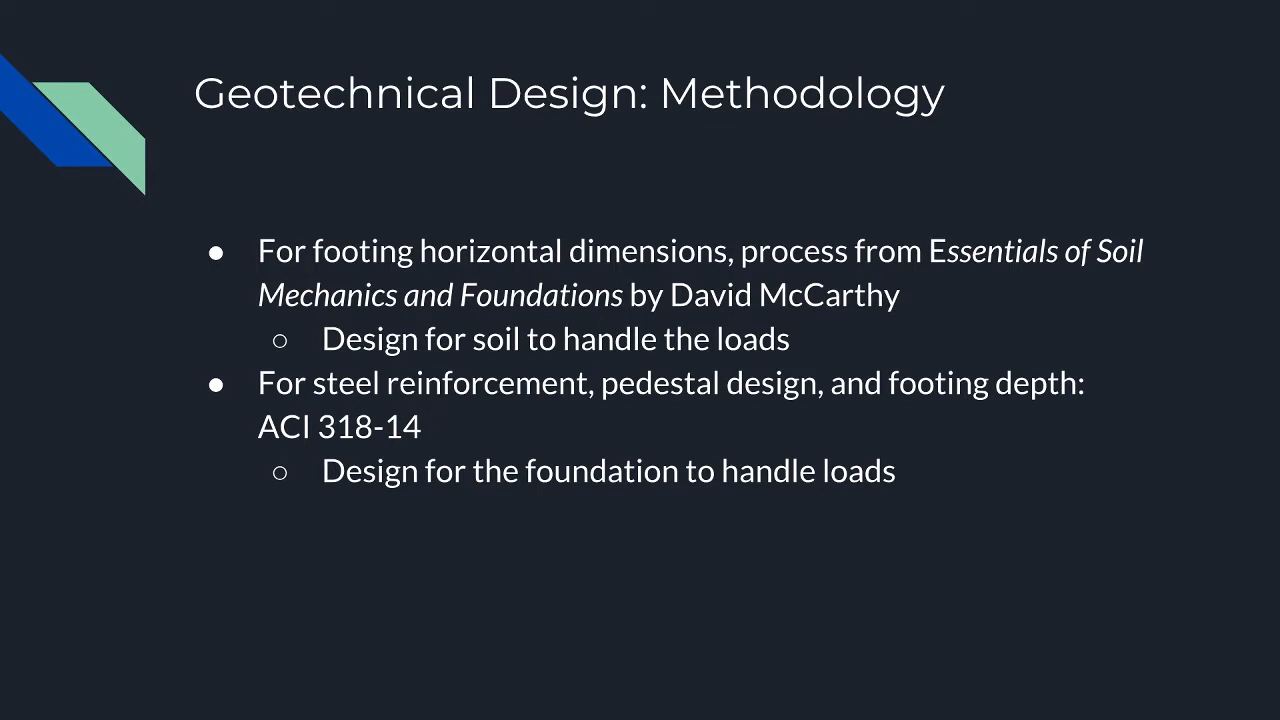 Geotechnical Design: Methodology
● For footing horizontal dimensions, process from Essentials of Soil
Mechanics and Foundations by David McCarthy
○ Design for soil to handle the loads
● For steel reinforcement, pedestal design, and footing depth:
ACI 318-14
○ Design for the foundation to handle loads